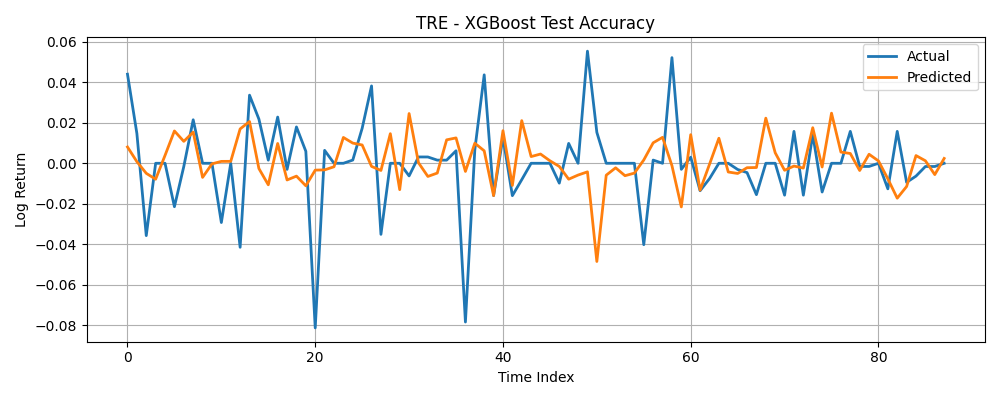 TRE - XGBoost Test Accuracy
Actual
Predicted
Log Return
0.06
0.04
0.02
0.00
−0.02
−0.04
−0.06
−0.08
0 20 40 60 80
Time Index